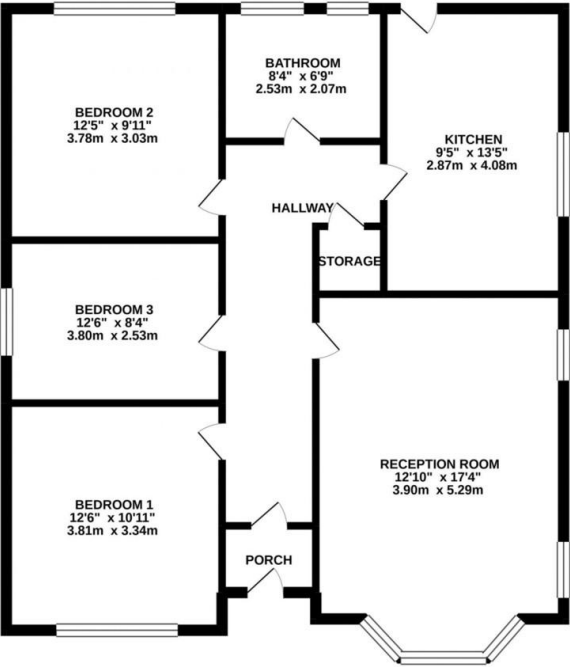 BATHROOM
8'4" x 6'9"
2.53m x 2.07m
BEDROOM 2
12'5" x 9'11"
3.78m x 3.03m
KITCHEN
9'5" x 13'5"
2.87m x 4.08m
HALLWAY
STORAGE
BEDROOM 3
12'6" x 8'4"
3.80m x 2.53m
RECEPTION ROOM
12'10" x 17'4"
3.90m x 5.29m
BEDROOM 1
12'6" x 10'11"
3.81m x 3.34m
PORCH